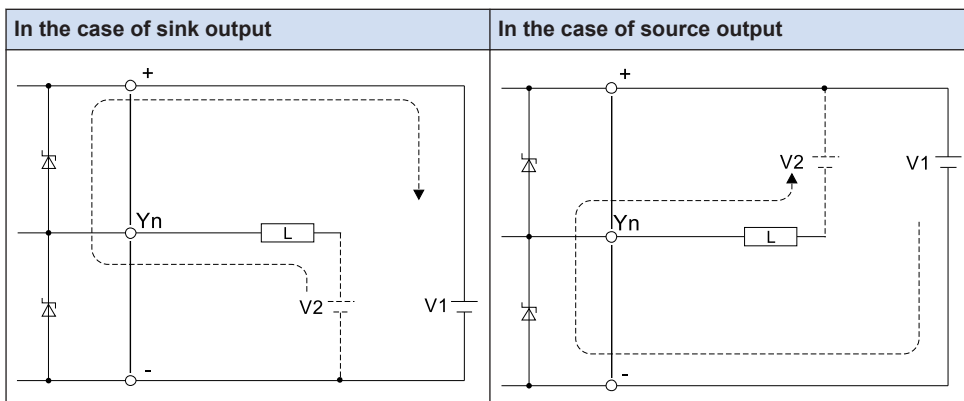 In the case of sink output
In the case of source output
+
Yn
L
V2
V1
-
+
V2
V1
Yn
L
-